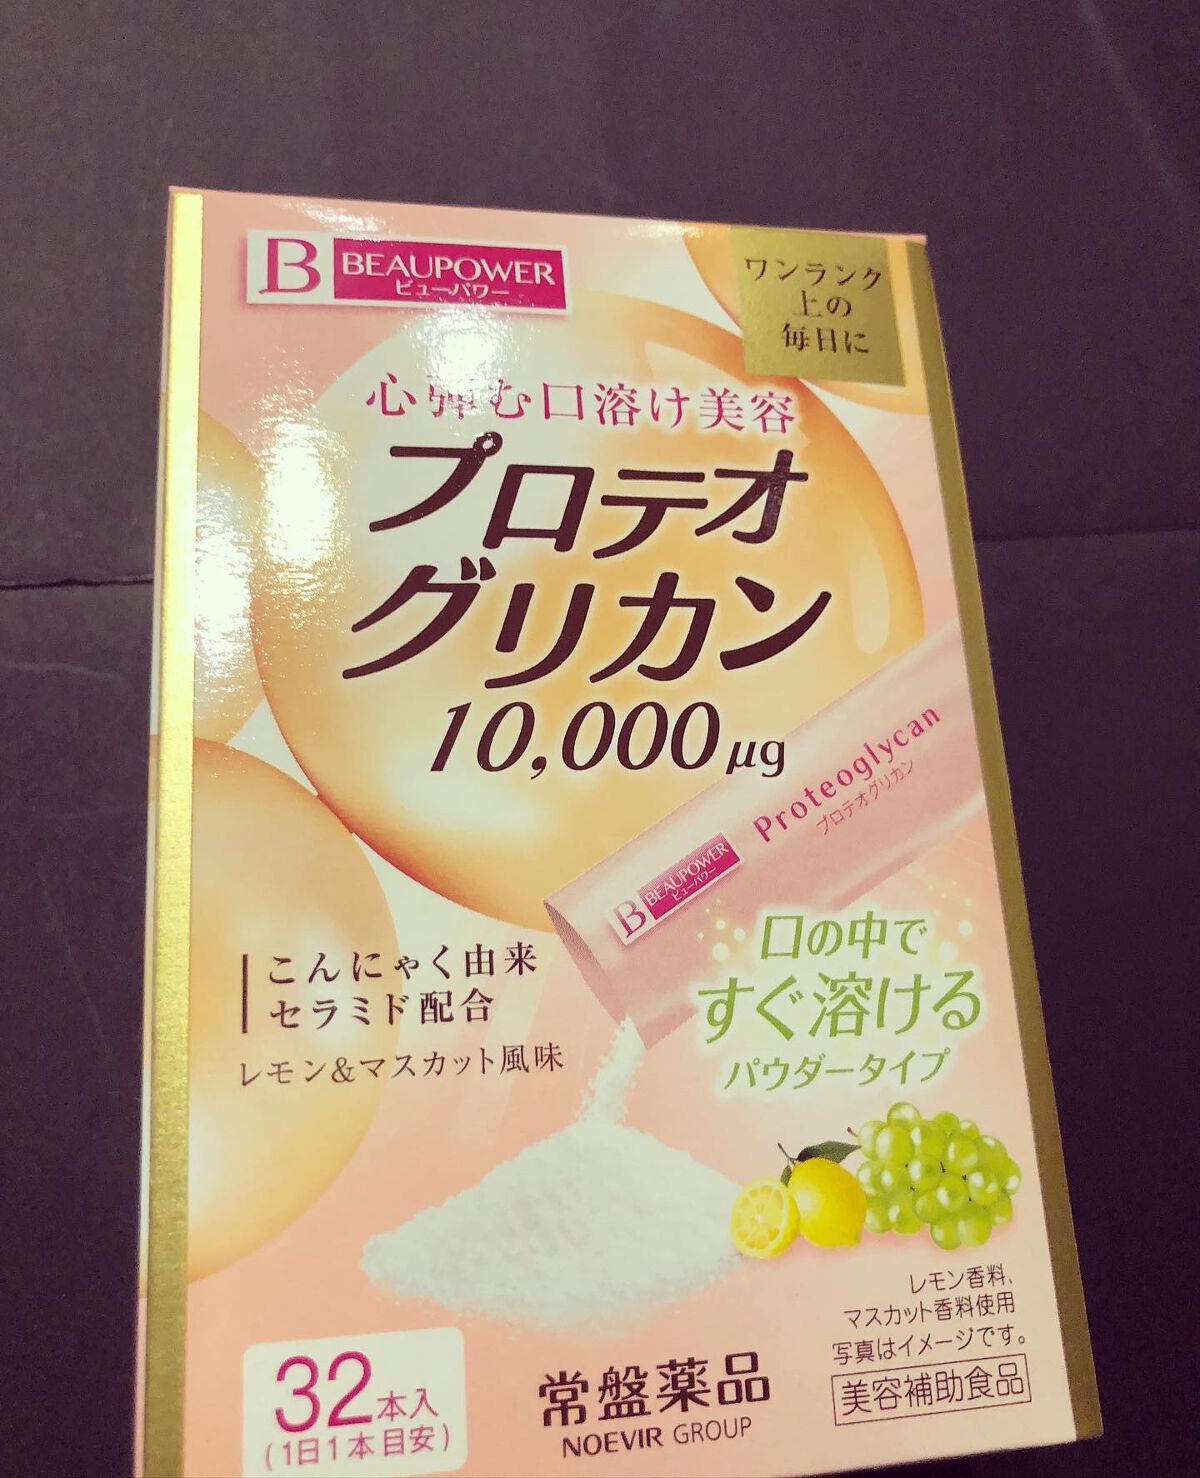 B BEAUPOWER
ビューパワー
ワンランク
上の
毎日に
心弾む口溶け美容
プロテオ
グリカン
10,000μg
Proteoglycan
プロテオグリカン
B BEAUPOWER
ビューパワー
口の中で
すぐ溶ける
パウダータイプ
こんにゃく由来
セラミド配合
レモン&マスカット風味
レモン香料、
マスカット香料使用
写真はイメージです。
美容補助食品
32本入
(1日1本目安)
常盤薬品
NOEVIR GROUP